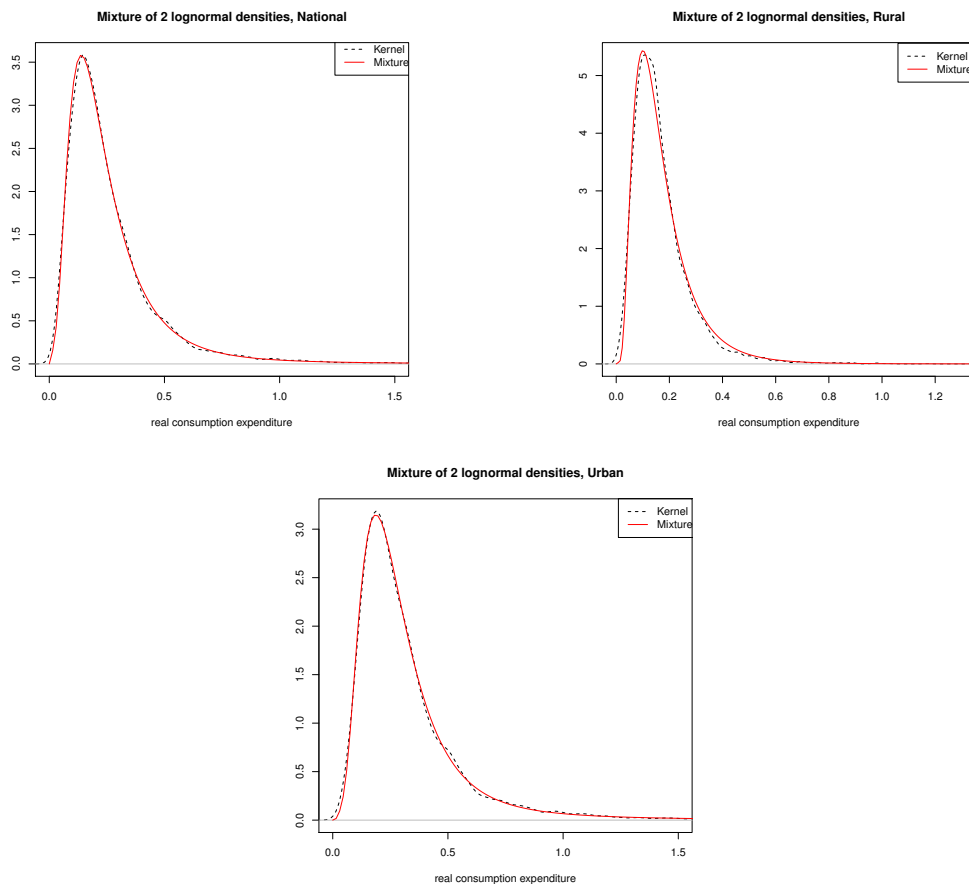 Mixture of 2 lognormal densities, National
Kernel
Mixture
3.5
3.0
2.5
2.0
1.5
1.0
0.5
0.0
0.0 0.5 1.0 1.5
real consumption expenditure
Mixture of 2 lognormal densities, Rural
Kernel
Mixture
5
4
3
2
1
0
0.0 0.2 0.4 0.6 0.8 1.0 1.2
real consumption expenditure
Mixture of 2 lognormal densities, Urban
Kernel
Mixture
3.0
2.5
2.0
1.5
1.0
0.5
0.0
0.0 0.5 1.0 1.5
real consumption expenditure